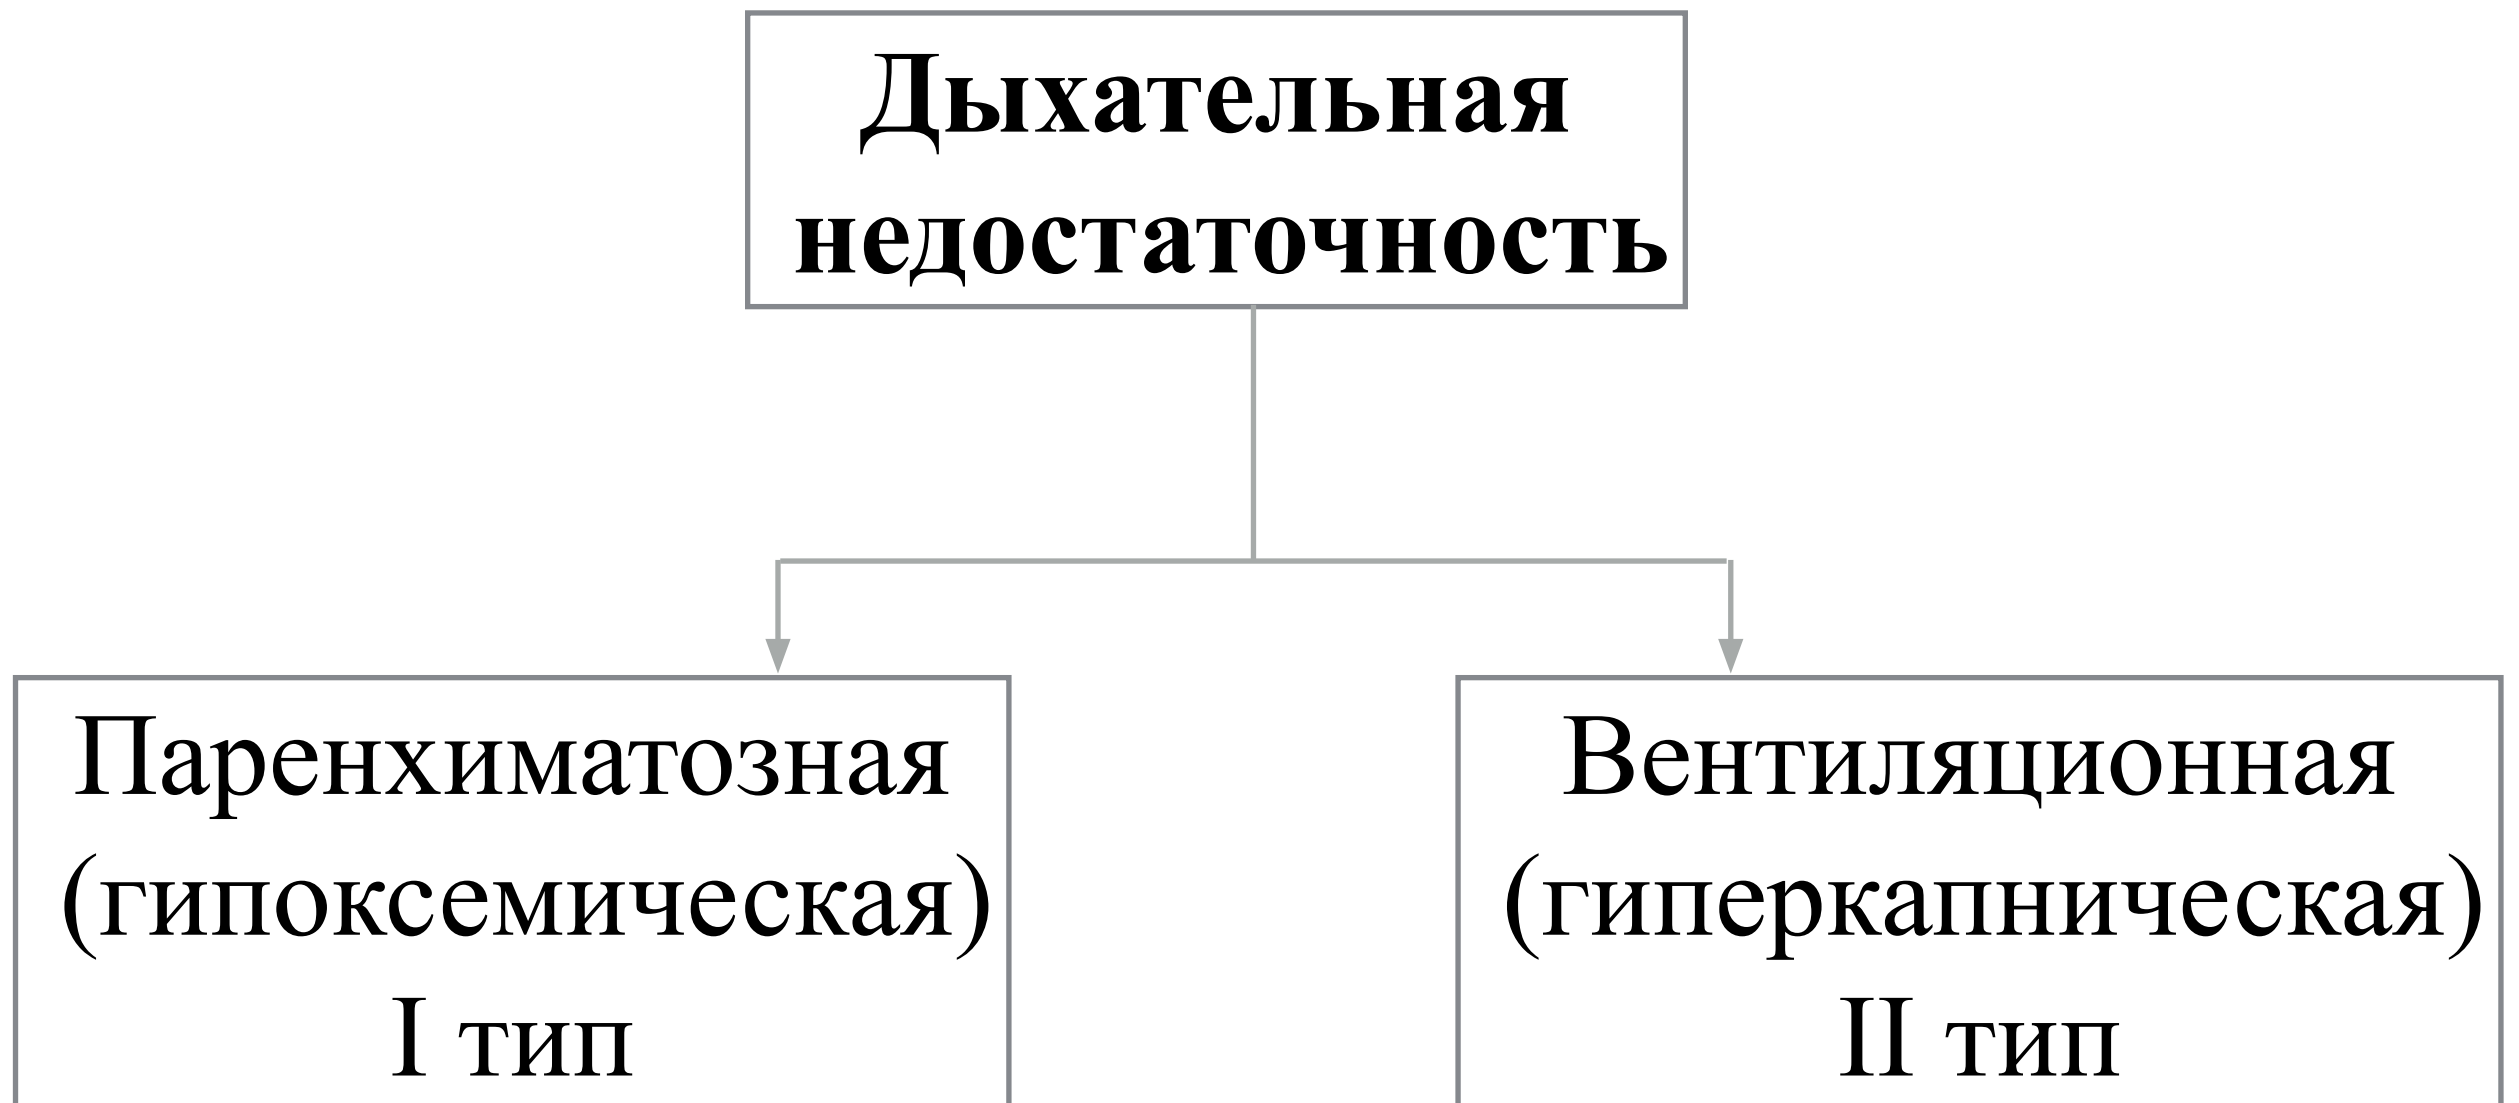 Дыхательная
недостаточность
Паренхиматозная
(гипоксемическая)
I тип
Вентиляционная
(гиперкапническая)
II тип